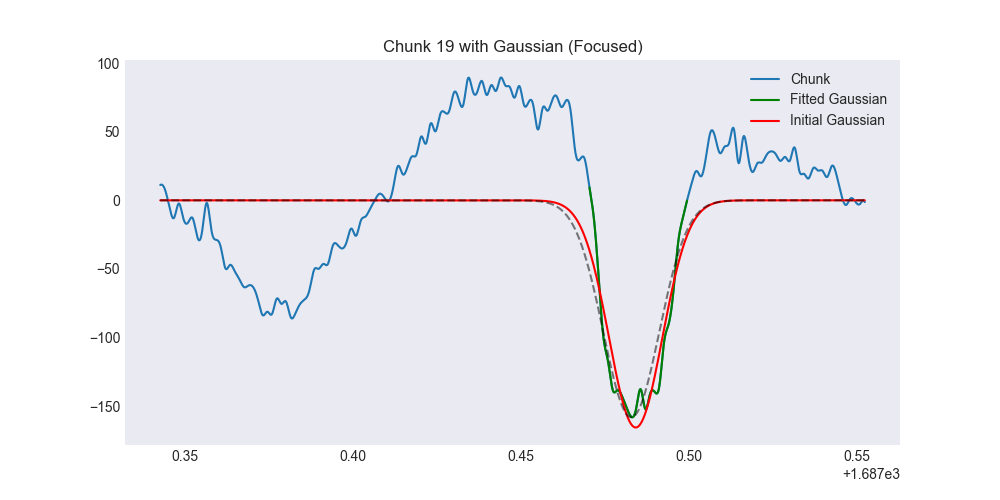 Chunk 19 with Gaussian (Focused)
100
50
0
−50
−100
−150
Chunk
Fitted Gaussian
Initial Gaussian
0.35 0.40 0.45 0.50 0.55
+1.687e3